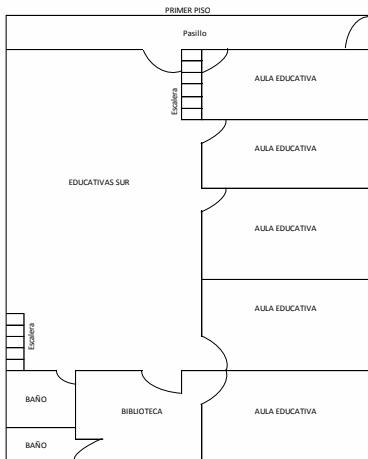 PRIMER PISO
Pasillo
AULA EDUCATIVA
Escalera
AULA EDUCATIVA
EDUCATIVAS SUR
AULA EDUCATIVA
AULA EDUCATIVA
Escalera
BAÑO
BIBLIOTECA
AULA EDUCATIVA
BAÑO